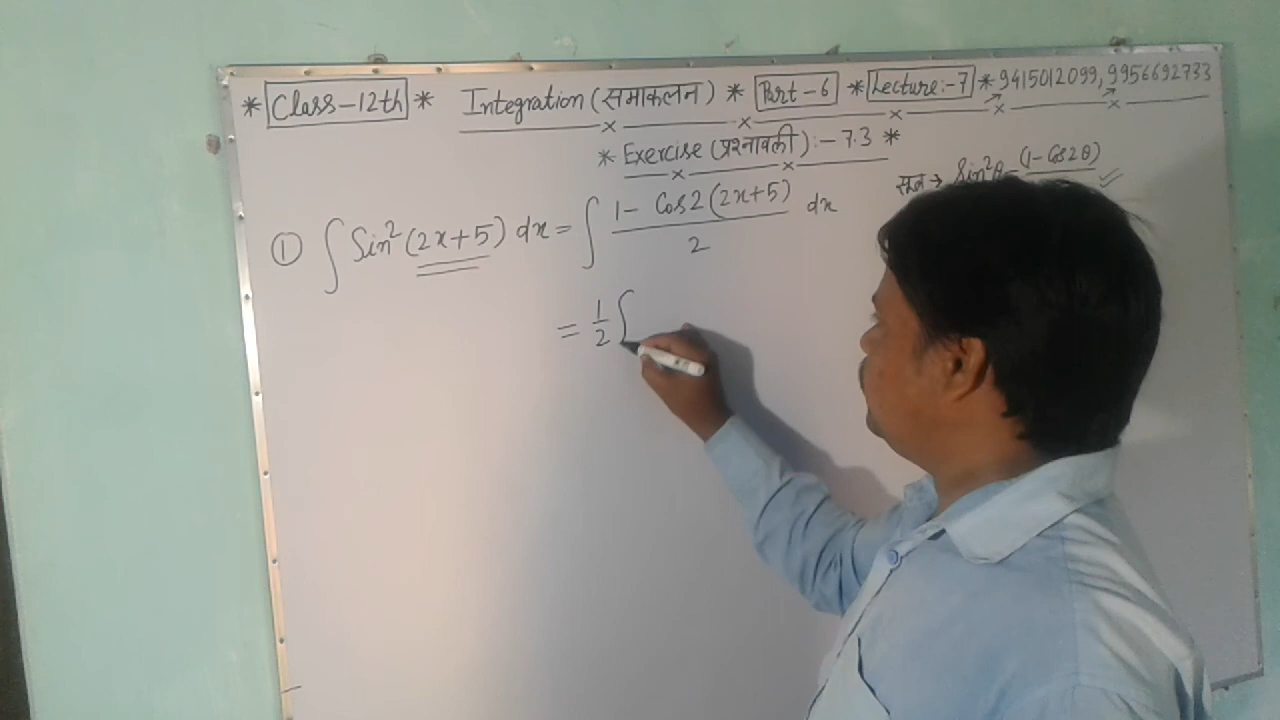 * Class-12th * Integration (समाकलन) * Part-6 * Lecture:-7 * 9415012099, 9956692733
* Exercise (प्रश्नावली):-7.3 *
सूत्र → Sin²θ = (1-Cos2θ)
① ∫ Sin² (2x+5) dx = ∫ 1- Cos2(2x+5) / 2 dx
= 1/2 ∫